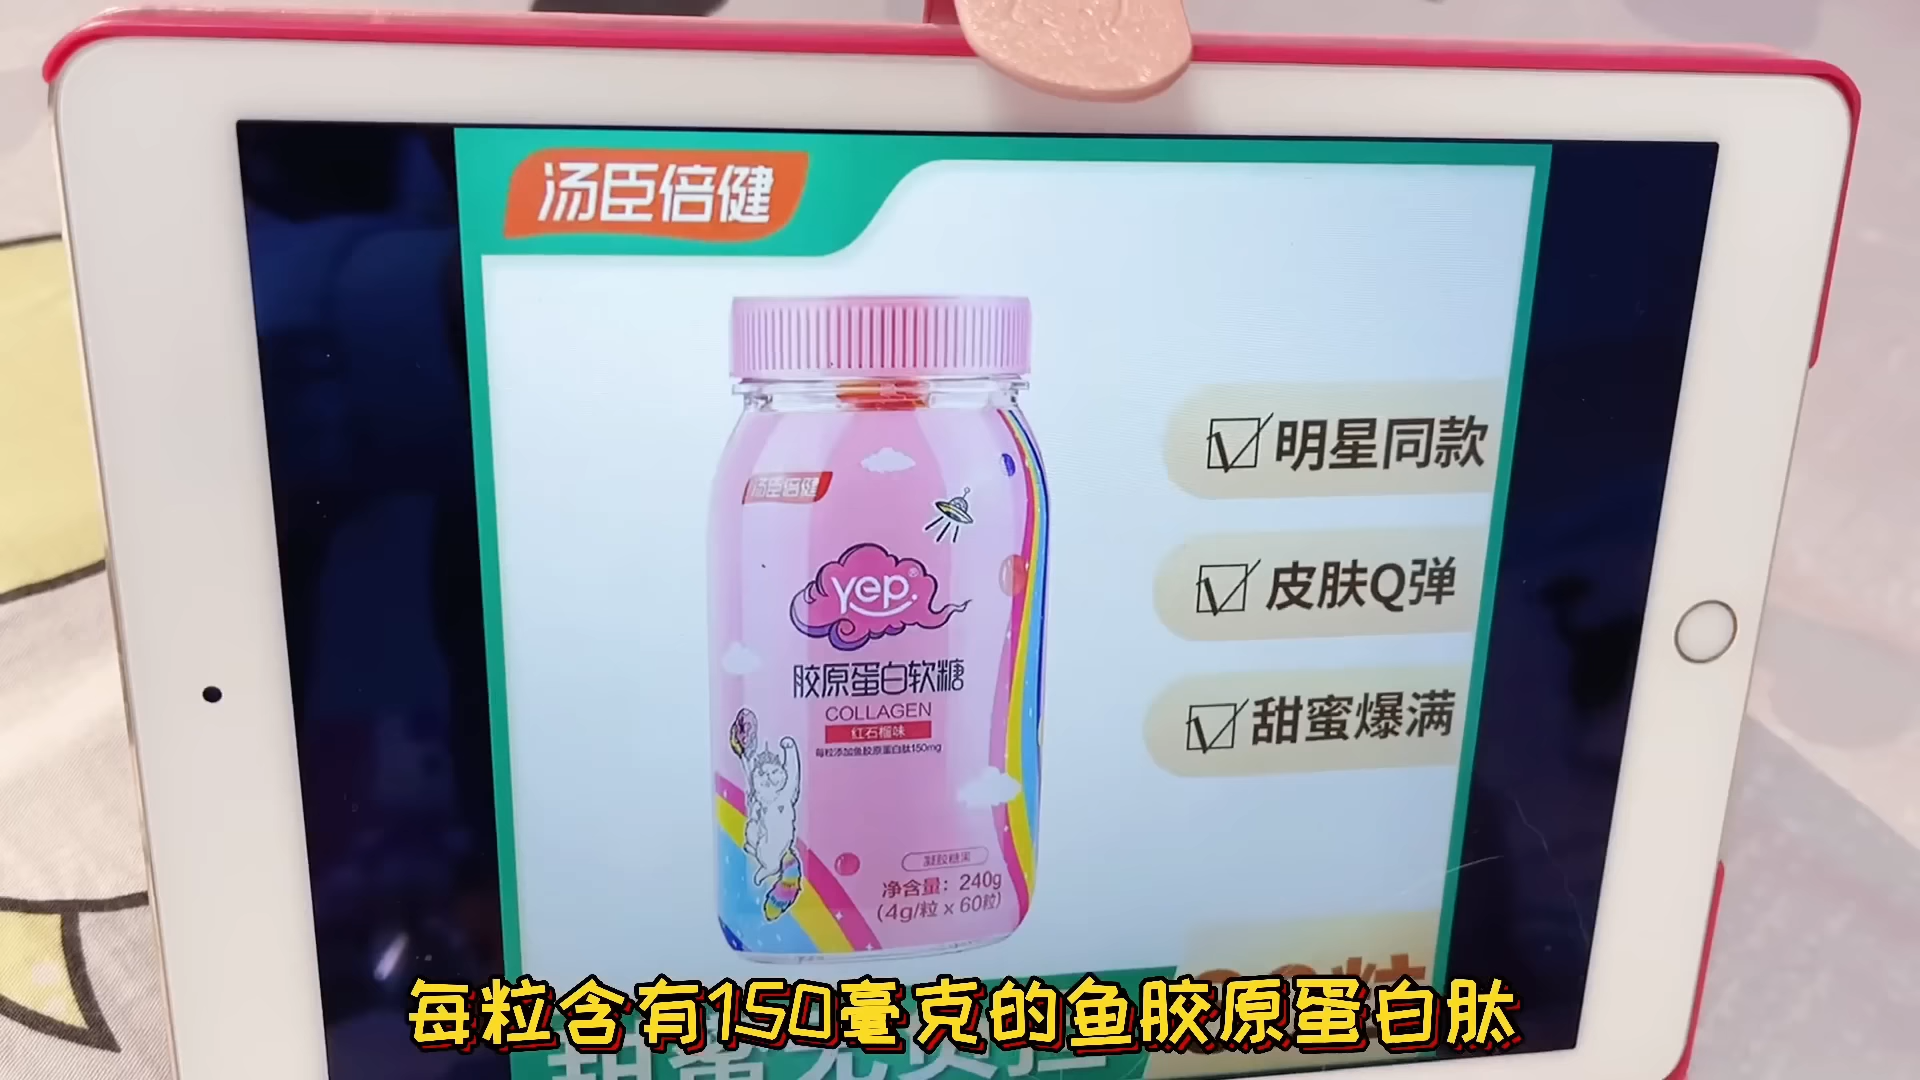 汤臣倍健
明星同款
皮肤Q弹
甜蜜爆满
汤臣倍健
yep.®
胶原蛋白软糖
COLLAGEN
红石榴味
每粒添加鱼胶原蛋白肽150mg
凝胶糖果
净含量：240g
（4g/粒 x 60粒）
每粒含有150毫克的鱼胶原蛋白肽